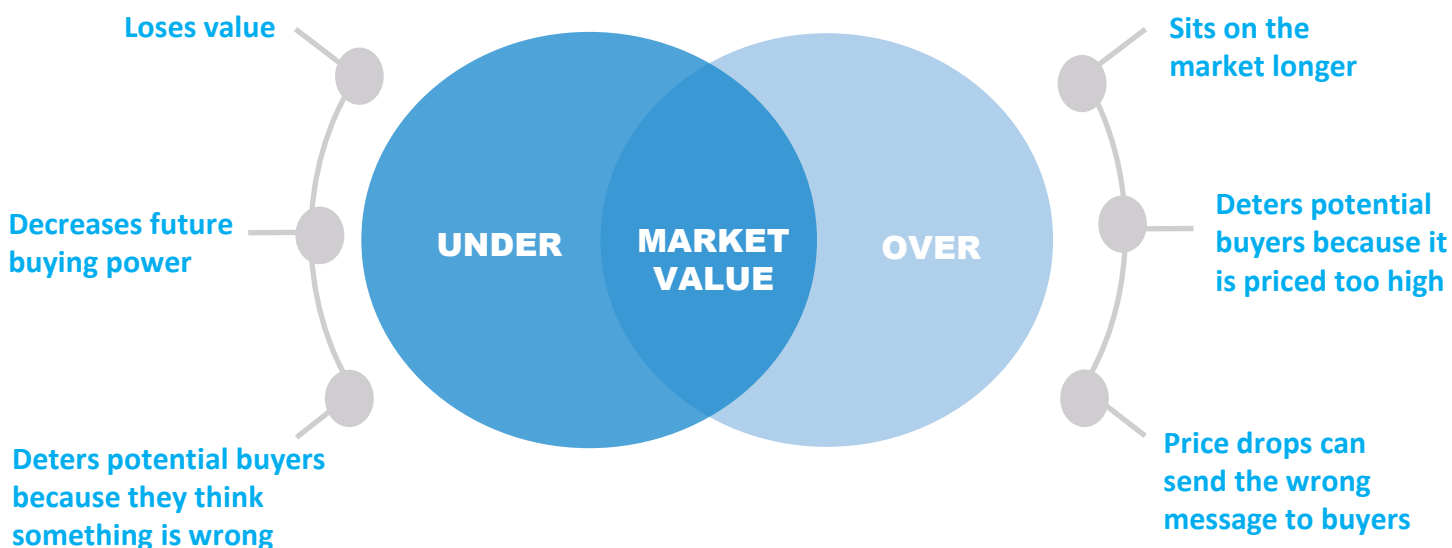 Loses value
Decreases future
buying power
Deters potential buyers
because they think
something is wrong
UNDER
MARKET
VALUE
OVER
Sits on the
market longer
Deters potential
buyers because it
is priced too high
Price drops can
send the wrong
message to buyers